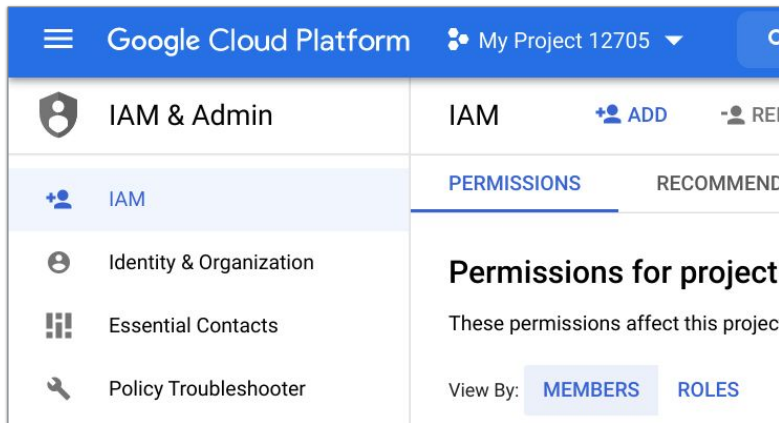 Google Cloud Platform My Project 12705
IAM & Admin
IAM ADD
PERMISSIONS
IAM
Identity & Organization
Permissions for project
Essential Contacts
These permissions affect this
Policy Troubleshooter
View By: MEMBERS ROLES